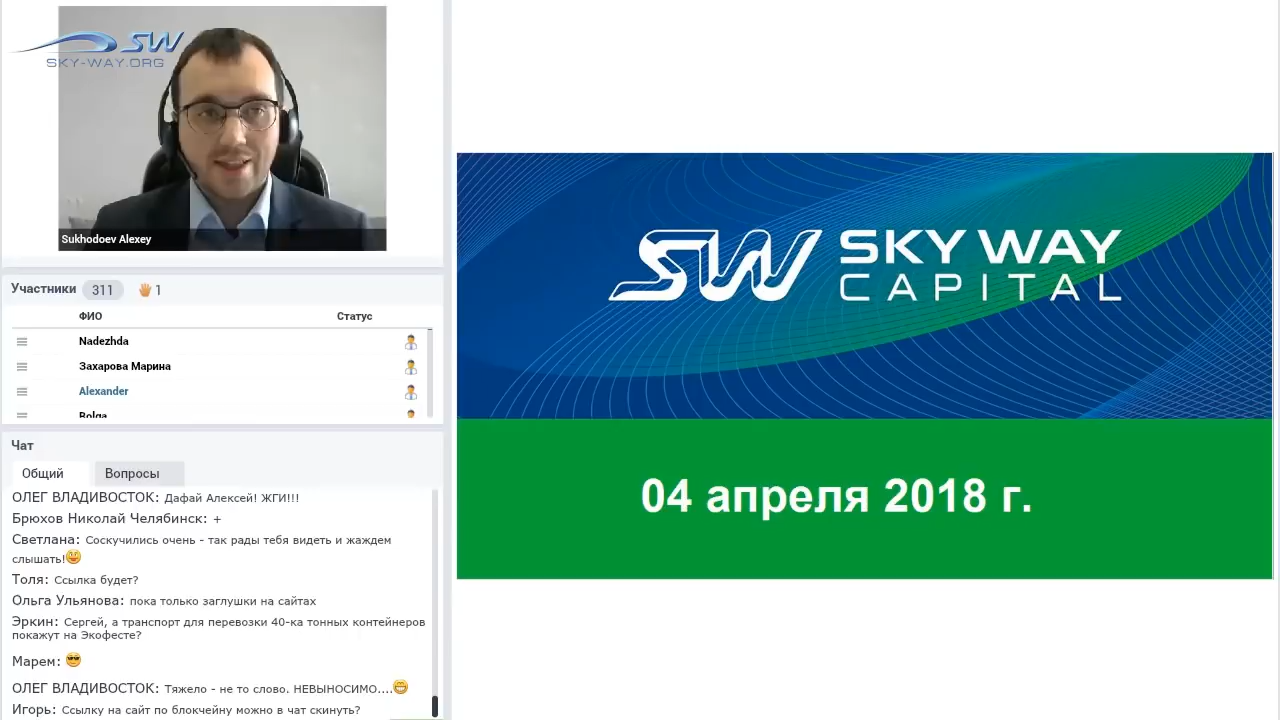 SW
SKY-WAY.ORG
Sukhodoev Alexey
Участники 311 1
ФИО Статус
Nadezhda
Захарова Марина
Alexander
Bolga
Чат
Общий Вопросы
ОЛЕГ ВЛАДИВОСТОК: Дафай Алексей! ЖГИ!!!
Брюхов Николай Челябинск: +
Светлана: Соскучились очень - так рады тебя видеть и жаждем
слышать!
Толя: Ссылка будет?
Ольга Ульянова: пока только заглушки на сайтах
Эркин: Сергей, а транспорт для перевозки 40-ка тонных контейнеров
покажут на Экофесте?
Марем:
ОЛЕГ ВЛАДИВОСТОК: Тяжело - не то слово. НЕВЫНОСИМО....
Игорь: Ссылку на сайт по блокчейну можно в чат скинуть?
SW SKY WAY
CAPITAL
04 апреля 2018 г.